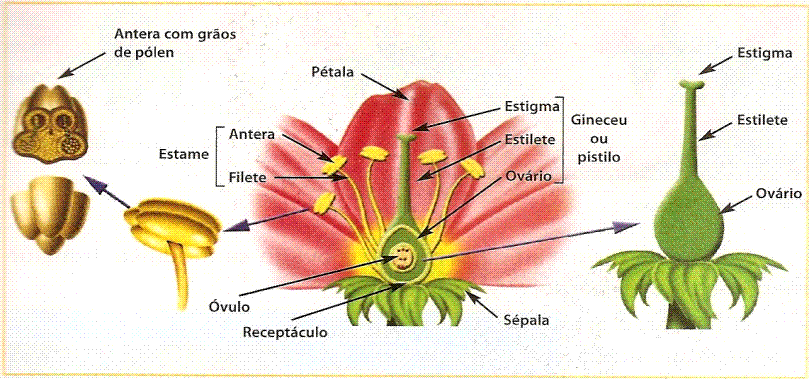 Antera com grãos
de pólen
Estame
Antera
Filete
Pétala
Estigma
Estilete
Ovário
Gineceu
ou
pistilo
Estigma
Estilete
Ovário
Óvulo
Receptáculo
Sépala